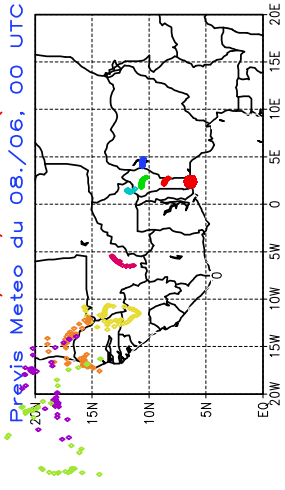 Previs Meteo du 08./06, 00 UTC
20N
15N
10N
5N
EQ
0
20W 15W 10W 5W 0 5E 10E 15E 20E